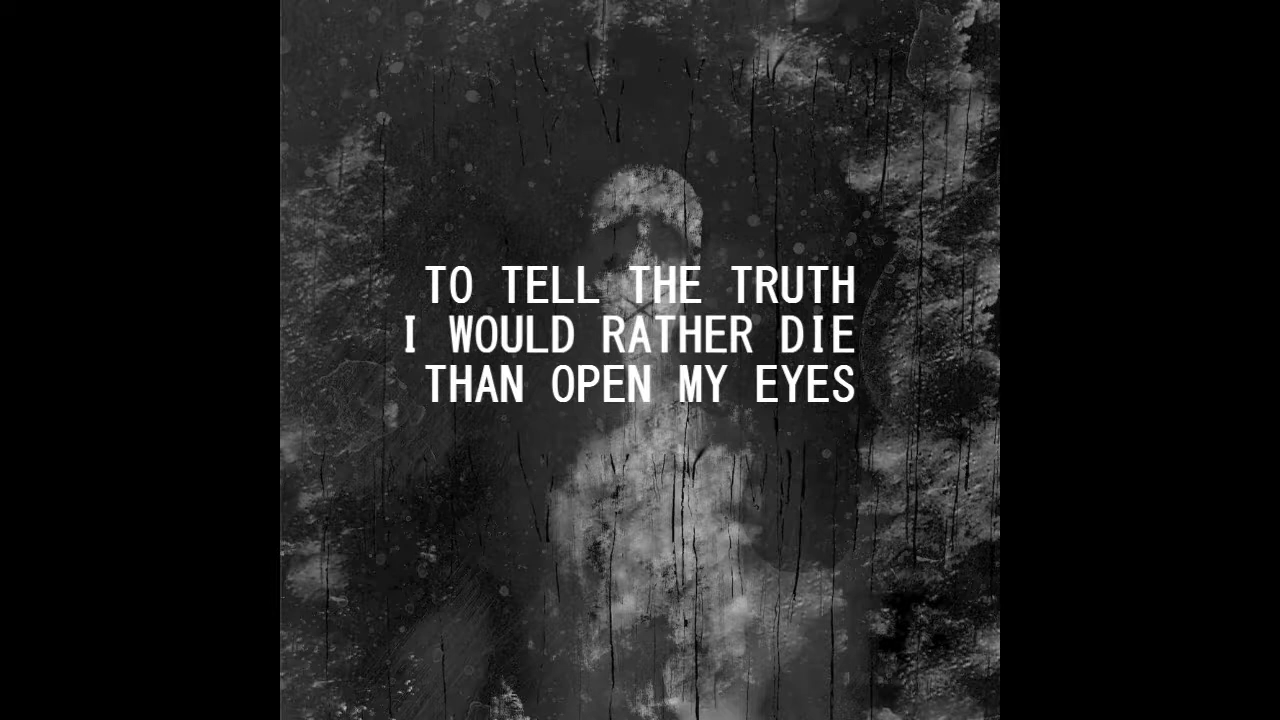 TO TELL THE TRUTH
I WOULD RATHER DIE
THAN OPEN MY EYES